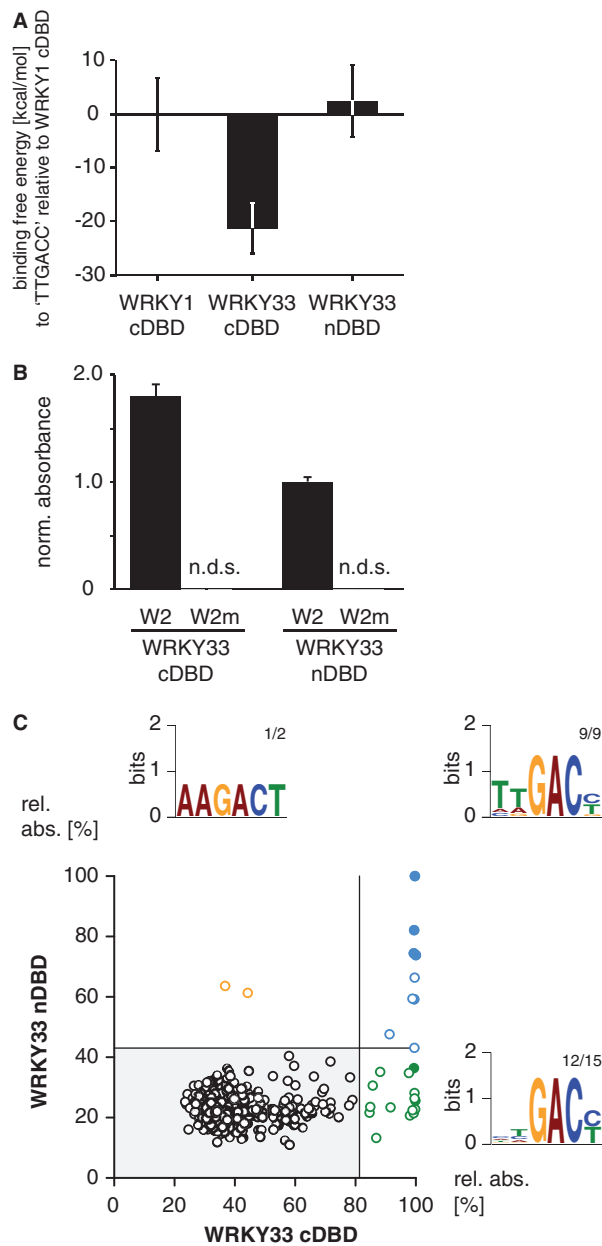 A
binding free energy [kcal/mol]
to ‘TTGACC’ relative to WRKY1 cDBD
10
0
-10
-20
-30
WRKY1 WRKY33 WRKY33
cDBD cDBD nDBD
B
norm. absorbance
2.0
1.0
0
n.d.s. n.d.s.
W2 W2m W2 W2m
WRKY33 WRKY33
cDBD nDBD
C
2 1/2 2 9/9
bits 1 bits 1
0 AAGACT 0 TTGACC
rel.
abs. [%]
100
80
60
40
20
0
WRKY33 nDBD
2 12/15
bits 1
0 GACC
T
0 20 40 60 80 100
WRKY33 cDBD
rel. abs.
[%]